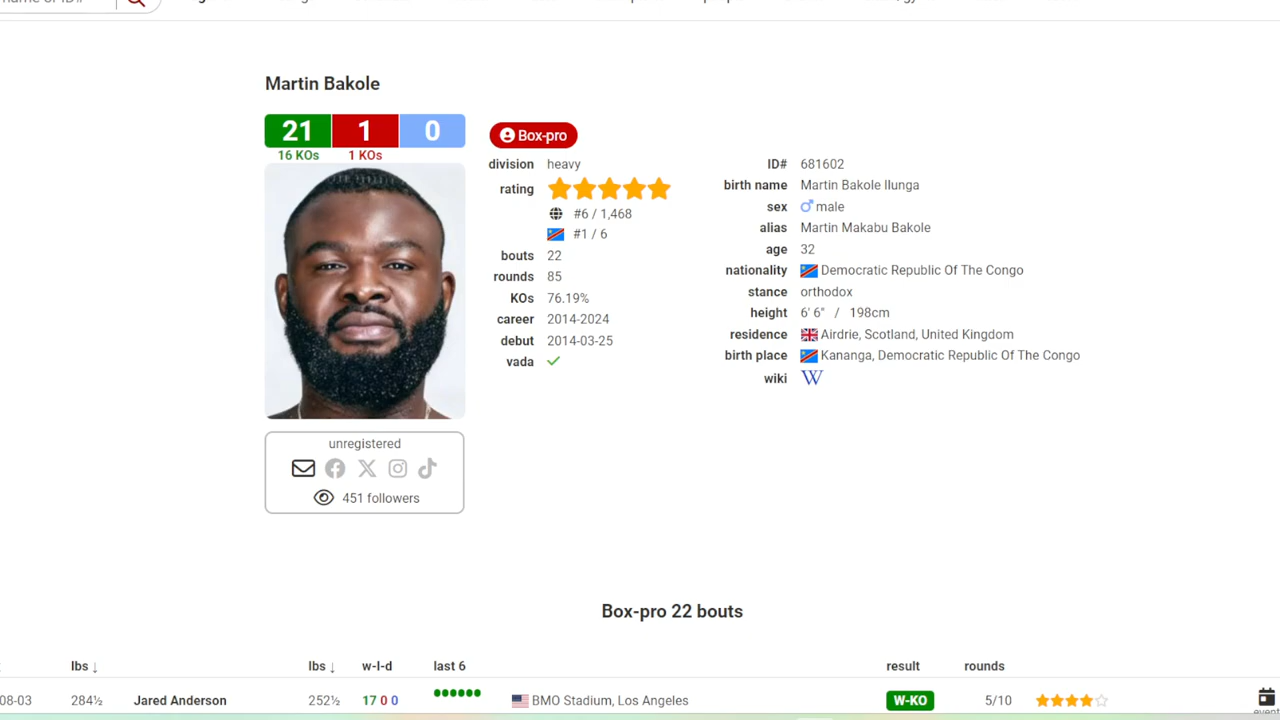 Martin Bakole
21 1 0
16 KOs 1 KOs
Box-pro
division heavy
rating
#6 / 1,468
#1 / 6
bouts 22
rounds 85
KOs 76.19%
career 2014-2024
debut 2014-03-25
vada
ID# 681602
birth name Martin Bakole Ilunga
sex male
alias Martin Makabu Bakole
age 32
nationality Democratic Republic Of The Congo
stance orthodox
height 6' 6" / 198cm
residence Airdrie, Scotland, United Kingdom
birth place Kananga, Democratic Republic Of The Congo
wiki W
unregistered
451 followers
Box-pro 22 bouts
lbs ↓ lbs ↓ w-l-d last 6 result rounds
08-03 284½ Jared Anderson 252½ 17 0 0 BMO Stadium, Los Angeles W-KO 5/10
event